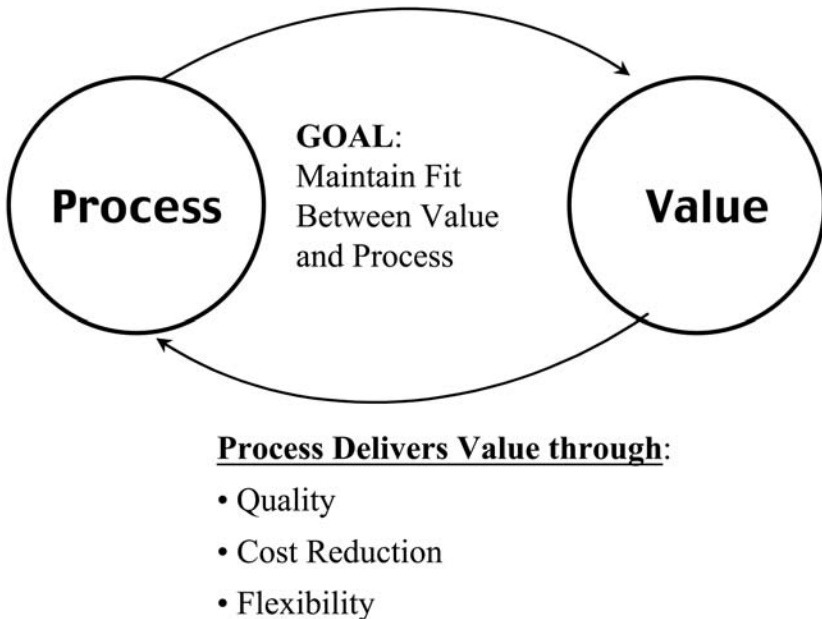 GOAL:
Maintain Fit
Between Value
and Process
Process
Value
Process Delivers Value through:
• Quality
• Cost Reduction
• Flexibility